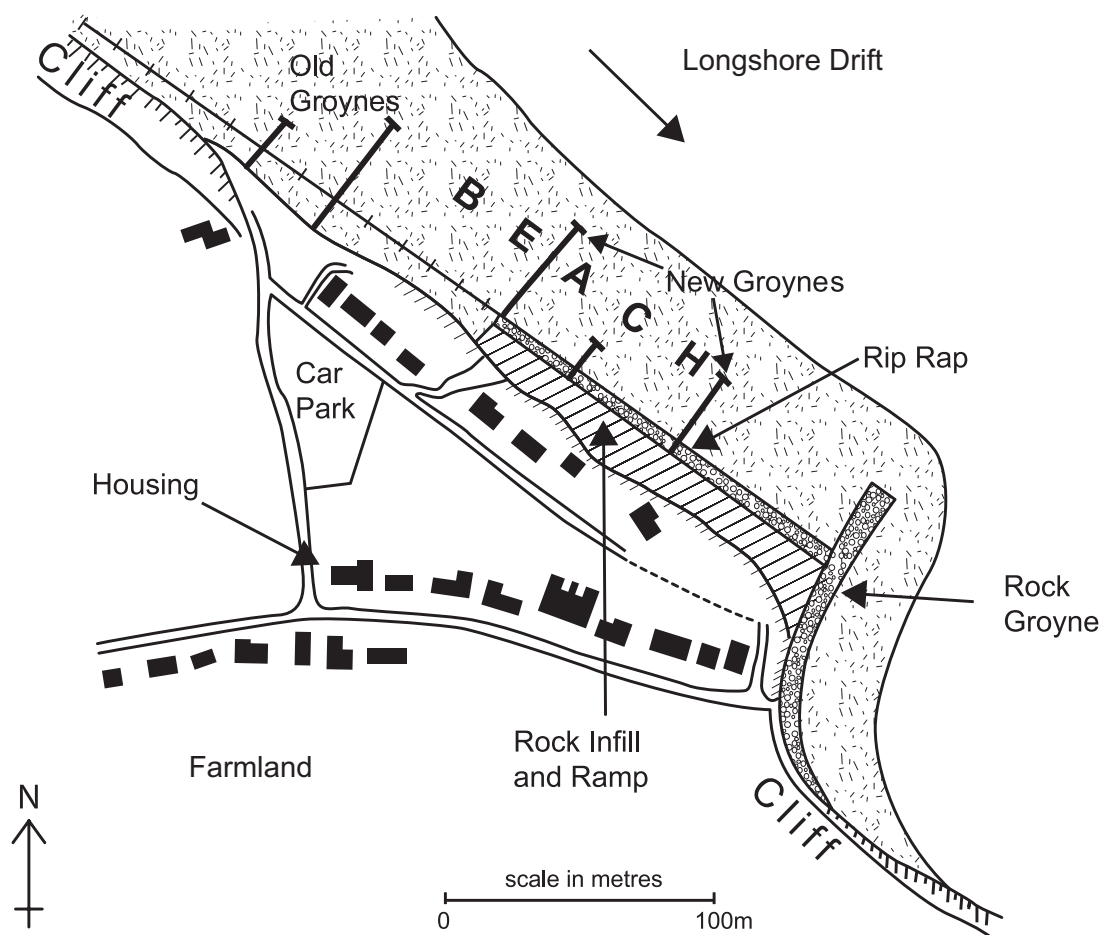 Longshore Drift
Cliff
Old
Groynes
BEACH
New Groynes
Rip Rap
Car
Park
Housing
Rock
Groyne
Rock Infill
and Ramp
Farmland
Cliff
N
scale in metres
0 100m